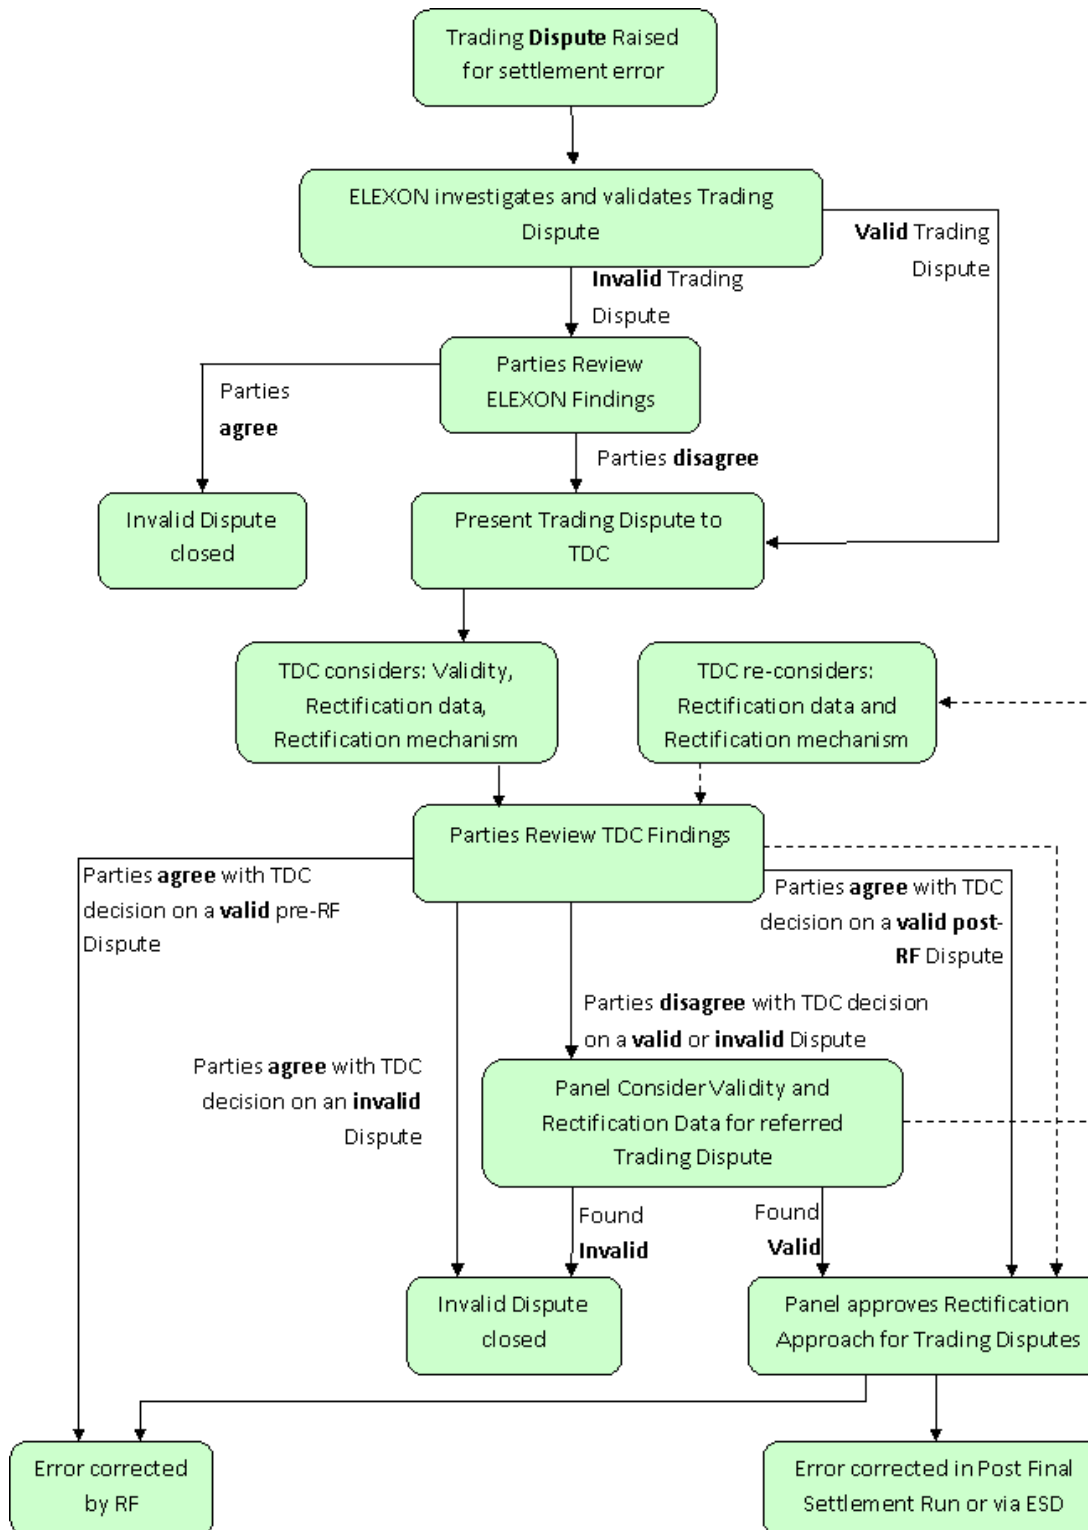 Trading Dispute Raised
for settlement error
ELEXON investigates and validates Trading
Dispute
Valid Trading
Dispute
Invalid Trading
Dispute
Parties Review
ELEXON Findings
Parties
agree
Parties disagree
Invalid Dispute
closed
Present Trading Dispute to
TDC
TDC considers: Validity,
Rectification data,
Rectification mechanism
TDC re-considers:
Rectification data and
Rectification mechanism
Parties Review TDC Findings
Parties agree with TDC
decision on a valid pre-RF
Dispute
Parties agree with TDC
decision on a valid post-
RF Dispute
Parties disagree with TDC decision
on a valid or invalid Dispute
Parties agree with TDC
decision on an invalid
Dispute
Panel Consider Validity and
Rectification Data for referred
Trading Dispute
Found
Invalid
Found
Valid
Invalid Dispute
closed
Panel approves Rectification
Approach for Trading Disputes
Error corrected
by RF
Error corrected in Post Final
Settlement Run or via ESD